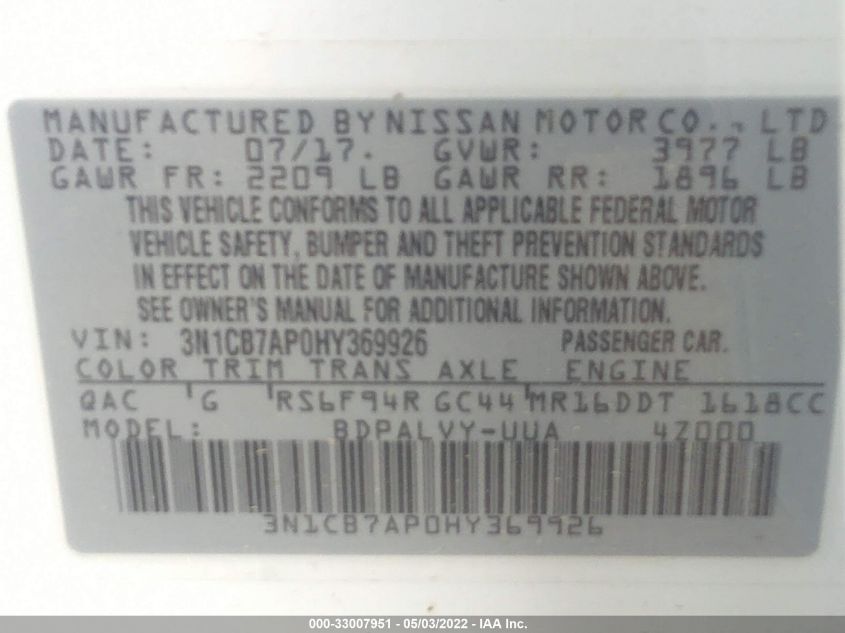 MANUFACTURED BY NISSAN MOTOR CO., LTD
DATE: 07/17. GVWR: 3977 LB
GAWR FR: 2209 LB GAWR RR: 1896 LB
THIS VEHICLE CONFORMS TO ALL APPLICABLE FEDERAL MOTOR
VEHICLE SAFETY, BUMPER AND THEFT PREVENTION STANDARDS
IN EFFECT ON THE DATE OF MANUFACTURE SHOWN ABOVE.
SEE OWNER'S MANUAL FOR ADDITIONAL INFORMATION.
VIN: 3N1CB7AP0HY369926 PASSENGER CAR.
COLOR TRIM TRANS AXLE ENGINE
QAC G RS6F94R GC44 MR16DDT 1618CC
MODEL: BDPALVY-UUA 4Z000
3N1CB7AP0HY369926
000-33007951 - 05/03/2022 - IAA Inc.